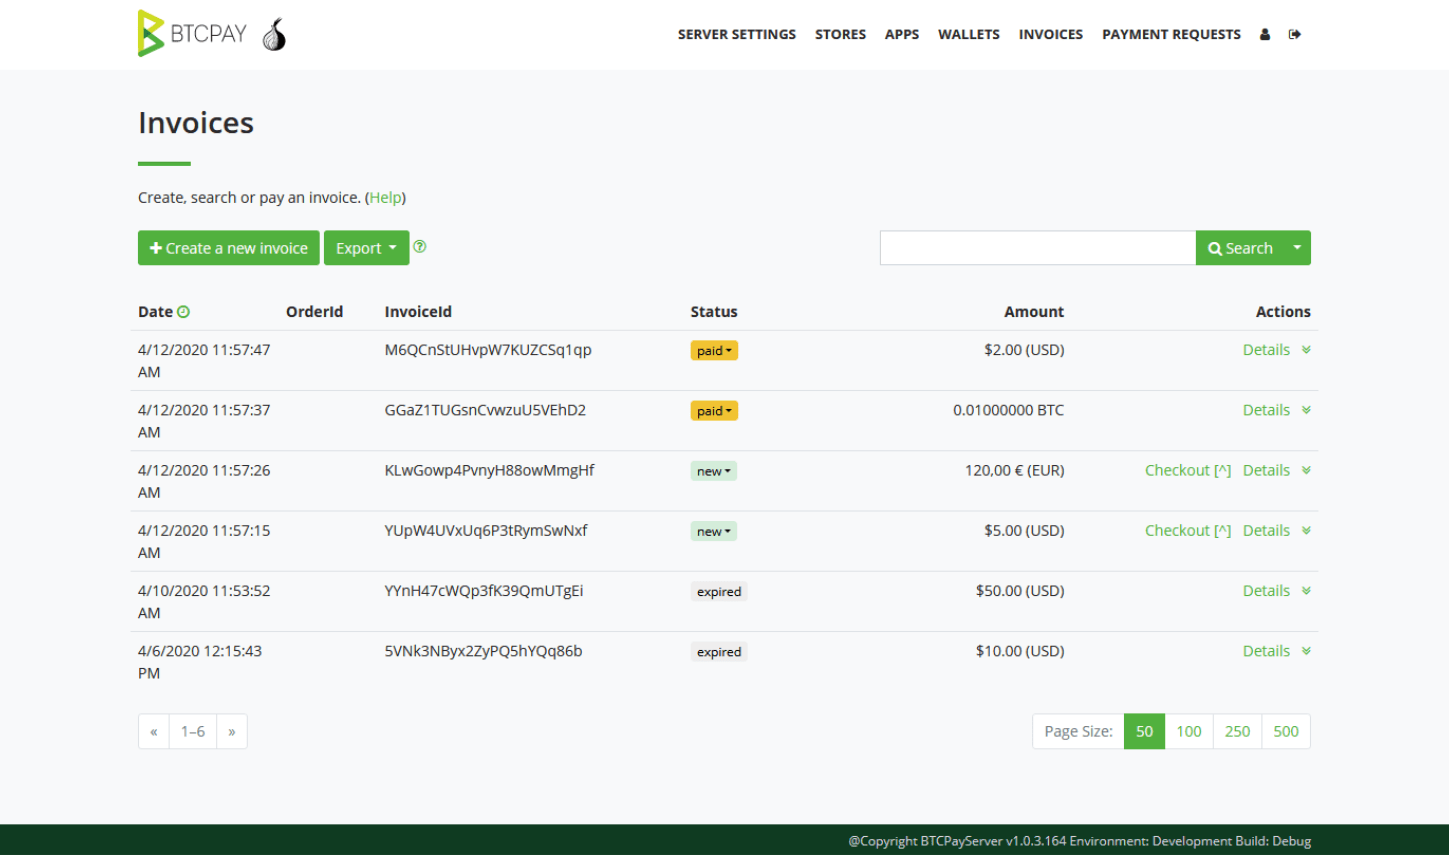 BTCPAY
SERVER SETTINGS STORES APPS WALLETS INVOICES PAYMENT REQUESTS
Invoices
Create, search or pay an invoice. (Help)
Create a new invoice Export Search
Date OrderId InvoiceId Status Amount Actions
4/12/2020 11:57:47 M6QCnStUHvpW7KUZCSq1qp paid $2.00 (USD) Details
AM
4/12/2020 11:57:37 GGaZ1TUGsnCvwzuU5VEhD2 paid 0.01000000 BTC Details
AM
4/12/2020 11:57:26 KLwGowp4PvnyH88owMmgHf new 120,00 € (EUR) Checkout [^] Details
AM
4/12/2020 11:57:15 YUpW4UVxUq6P3tRymSwNxf new $5.00 (USD) Checkout [^] Details
AM
4/10/2020 11:53:52 YYnH47cWQp3fK39QmUTgEi expired $50.00 (USD) Details
AM
4/6/2020 12:15:43 5VNk3NByx2ZyPQ5hYQq86b expired $10.00 (USD) Details
PM
« 1–6 » Page Size: 50 100 250 500
@Copyright BTCPayServer v1.0.3.164 Environment: Development Build: Debug